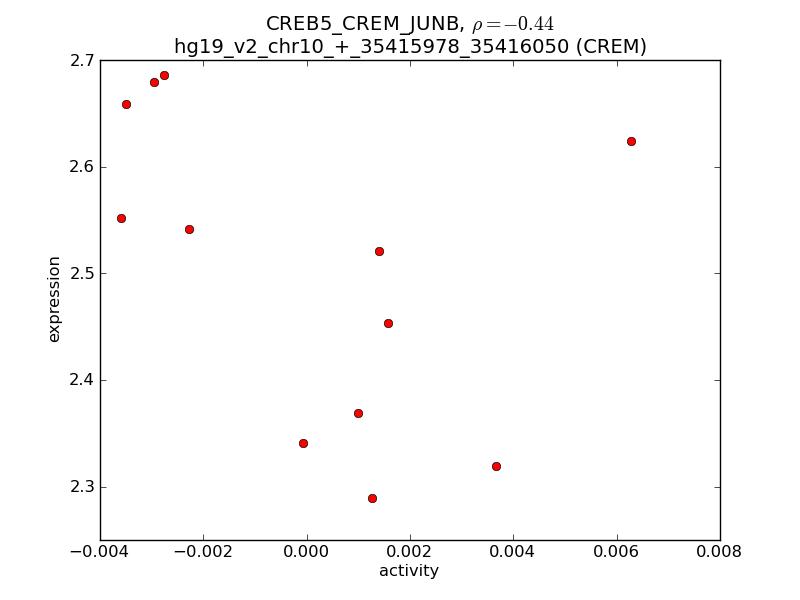 CREB5_CREM_JUNB, ρ=−0.44
hg19_v2_chr10_+_35415978_35416050 (CREM)
2.7
2.6
2.5
2.4
2.3
expression
−0.004 −0.002 0.000 0.002 0.004 0.006 0.008
activity